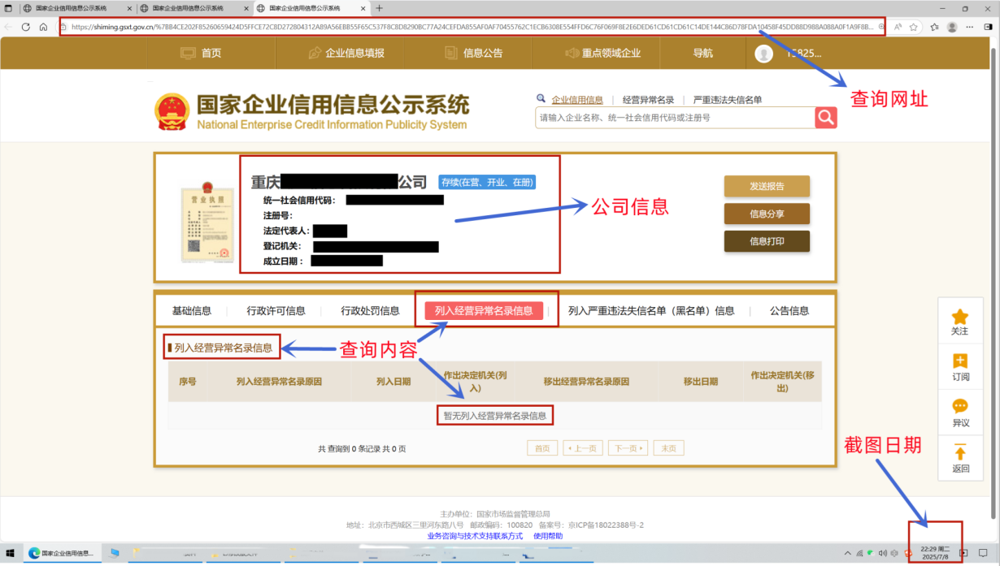 国家企业信用信息公示系统
国家企业信用信息公示系统
国家企业信用信息公示系统
首页
企业信息填报
信息公告
重点领域企业
导航
15825...
查询网址
国家企业信用信息公示系统
National Enterprise Credit Information Publicity System
企业信用信息 | 经营异常名录 | 严重违法失信名单
请输入企业名称、统一社会信用代码或注册号
营业执照
重庆
公司
存续(在营、开业、在册)
统一社会信用代码：
注册号：
法定代表人：
登记机关：
成立日期：
公司信息
发送报告
信息分享
信息打印
基础信息
行政许可信息
行政处罚信息
列入经营异常名录信息
列入严重违法失信名单（黑名单）信息
公告信息
列入经营异常名录信息
查询内容
序号
列入经营异常名录原因
列入日期
作出决定机关(列入)
移出经营异常名录原因
移出日期
作出决定机关(移出)
暂无列入经营异常名录信息
共 查询到 0 条记录 共 0 页
首页
上一页
下一页
末页
关注
订阅
异议
返回
截图日期
主办单位：国家市场监督管理总局
地址：北京市西城区三里河东路八号 邮政编码：100820 备案号：京ICP备18022388号-2
业务咨询与技术支持联系方式 使用帮助
国家企业信用信息...
22:29 周二
2025/7/8